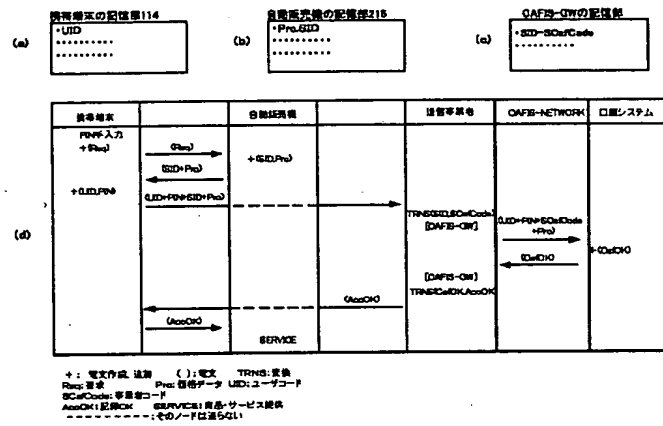 携帯端末の記憶部114
自動販売機の記憶部215
CAFIS-GWの記憶部
(a)
・UID
(b)
・Pro,SID
(c)
・SID-SCafCode
携帯端末
自動販売機
通信事業者
CAFIS-NETWORK
口座システム
PIN手入力
+(Req)
(Req)
+(SID,Pro)
(SID+Pro)
+(UID,PIN)
(UID+PIN+SID+Pro)
TRNS(SID,SCafCode)
[CAFIS-GW]
(UID+PIN+SCafCode
+Pro)
(d)
+(CafOK)
(CafOK)
[CAFIS-GW]
TRNS(CafOK,AccOK)
(AccOK)
(AccOK)
SERVICE
+: 電文作成, 追加 ( ):電文 TRNS:変換
Req:要求 Pro:価格データ UID:ユーザコード
SCafCode:事業者コード
AccOK:記録OK SERVICE:商品・サービス提供
----------:そのノードは通らない